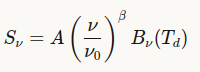 S_ν = A (ν/ν_0)^β B_ν(T_d)